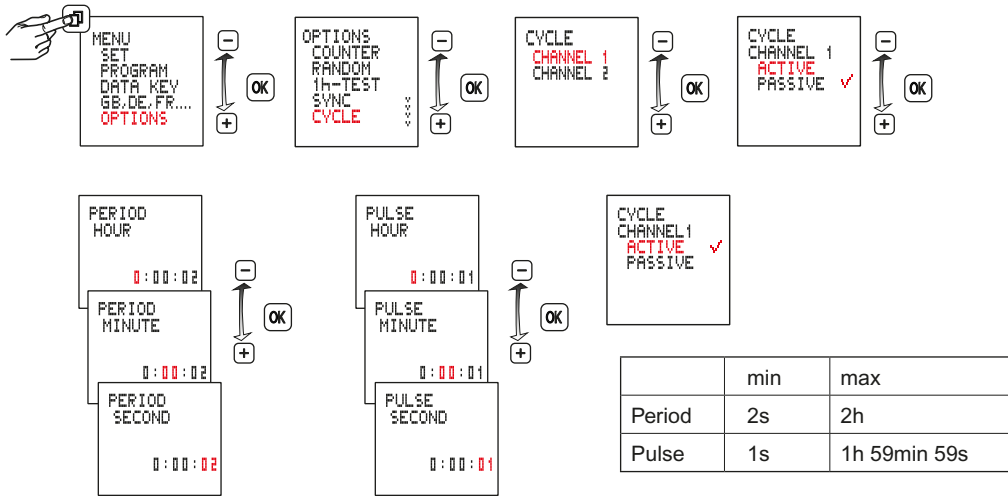 MENU
SET
PROGRAM
DATA KEY
GB,DE,FR....
OPTIONS
−
OK
+
OPTIONS
COUNTER
RANDOM
1h-TEST
SYNC
CYCLE
−
OK
+
CYCLE
CHANNEL 1
CHANNEL 2
−
OK
+
CYCLE
CHANNEL 1
ACTIVE
PASSIVE ✓
−
OK
+
PERIOD
HOUR
0:00:02
PERIOD
MINUTE
0:00:02
PERIOD
SECOND
0:00:02
−
OK
+
PULSE
HOUR
0:00:01
PULSE
MINUTE
0:00:01
PULSE
SECOND
0:00:01
−
OK
+
CYCLE
CHANNEL1
ACTIVE ✓
PASSIVE
min max
Period 2s 2h
Pulse 1s 1h 59min 59s